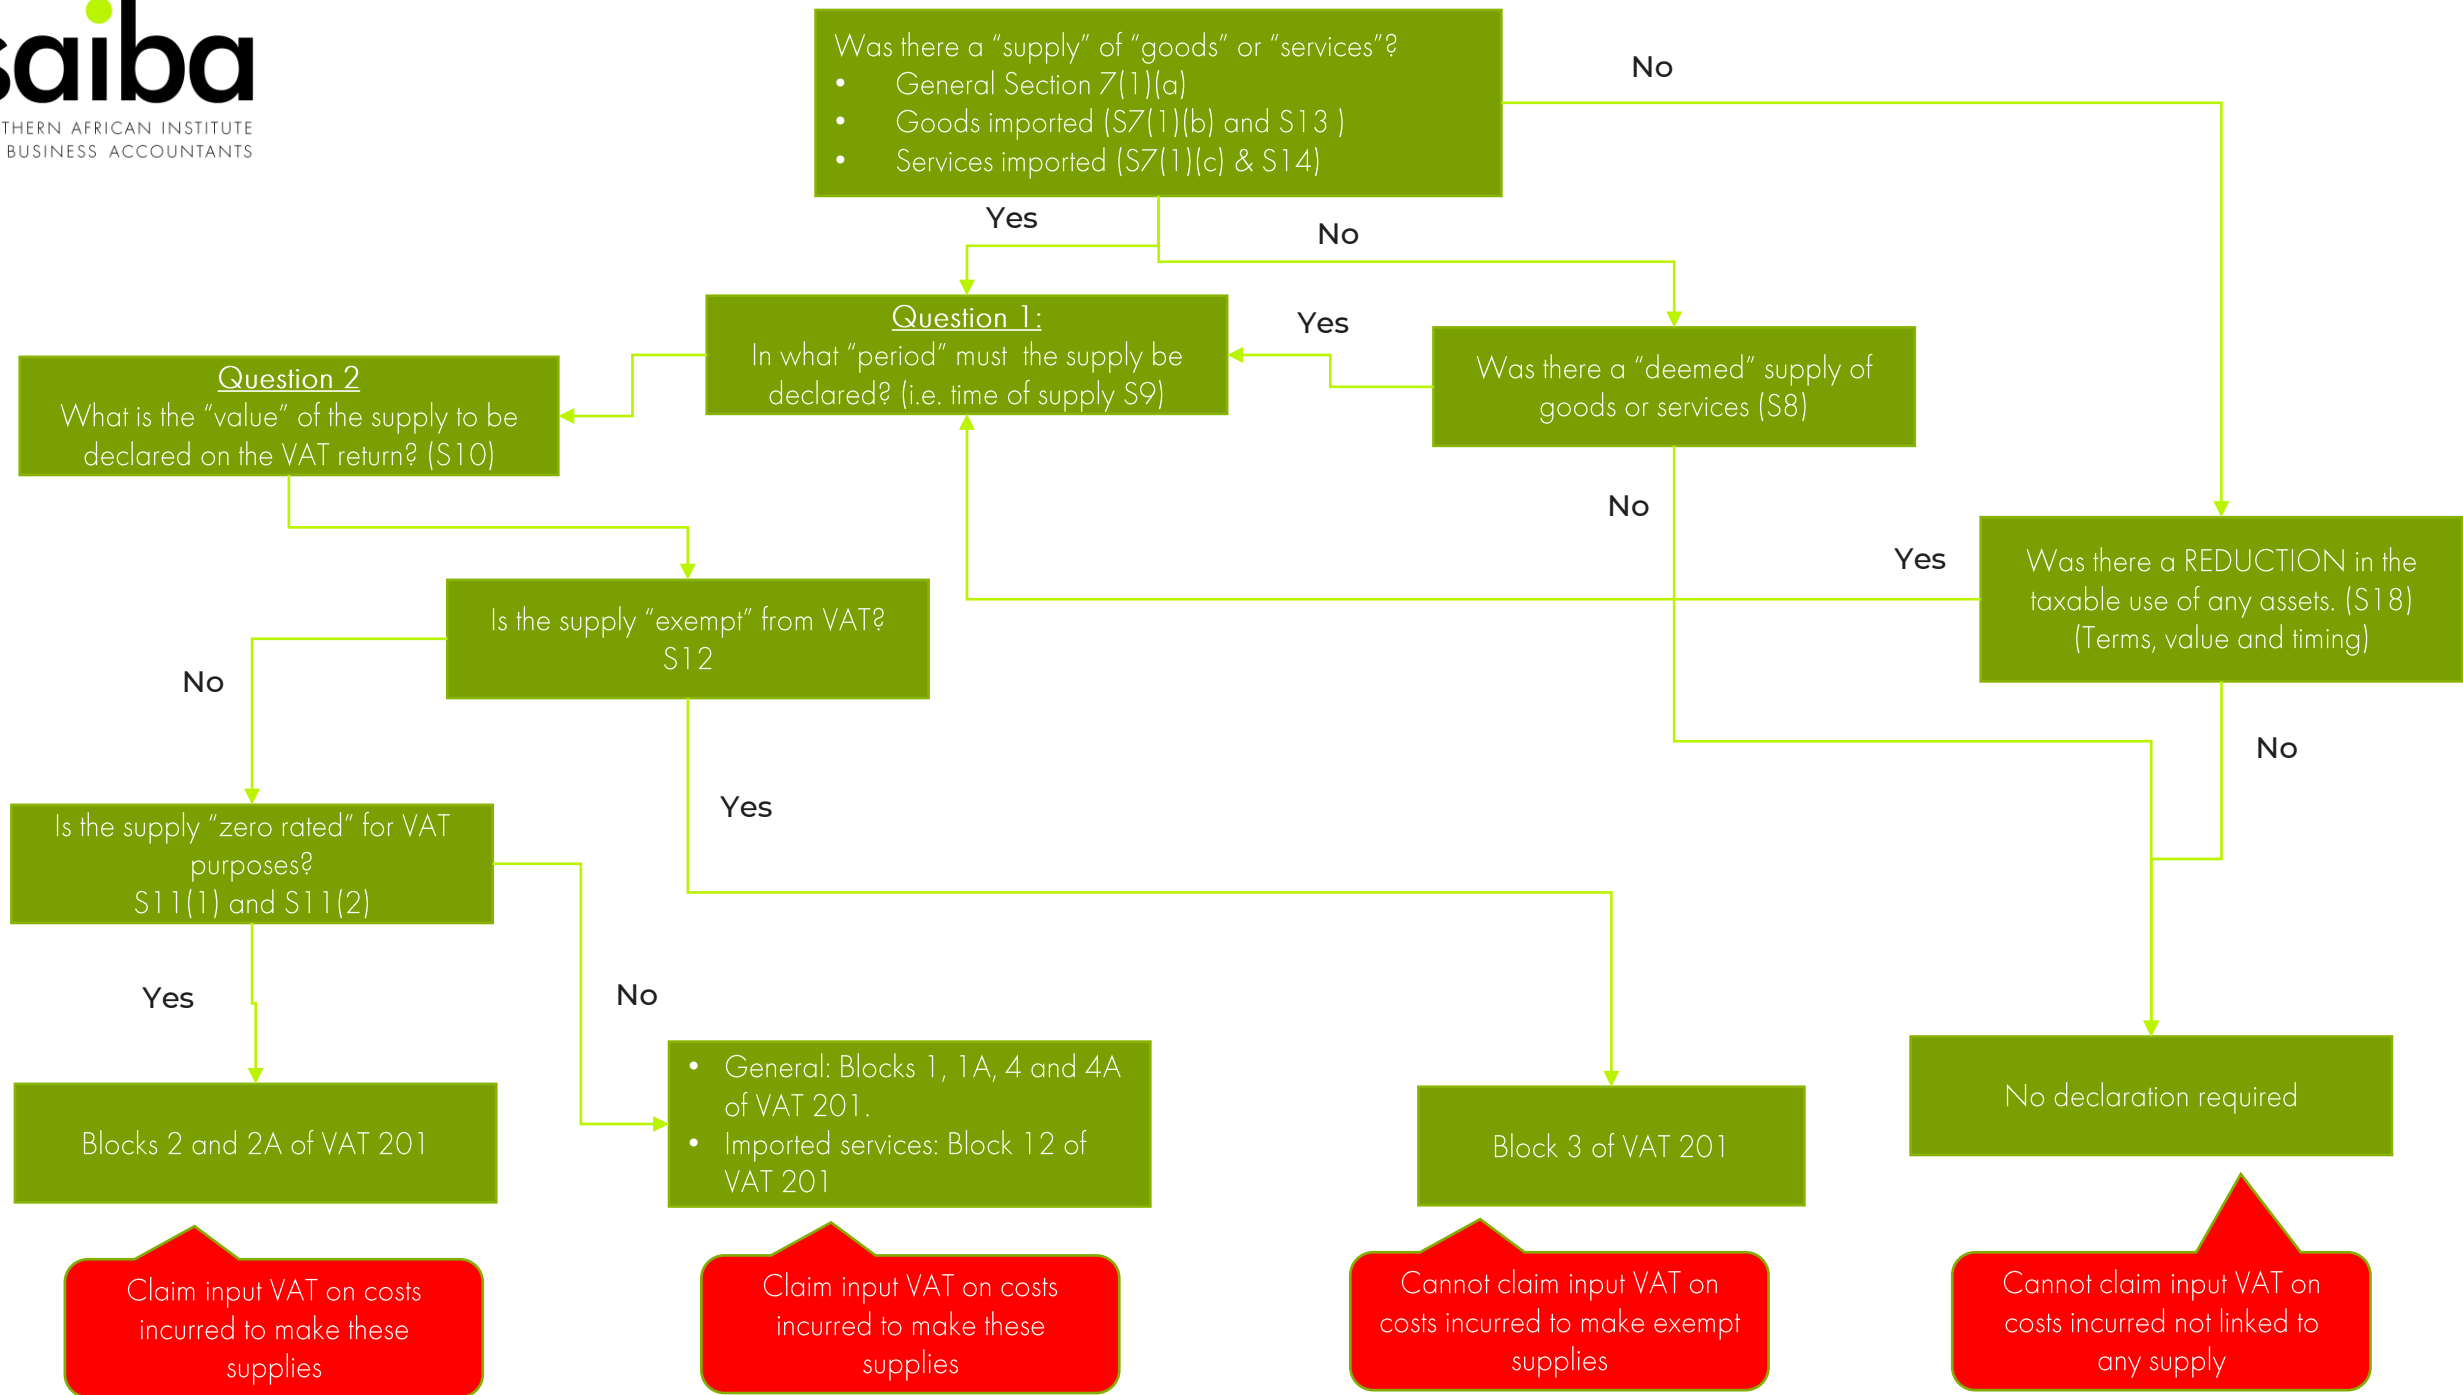 saiba
THERN AFRICAN INSTITUTE
BUSINESS ACCOUNTANTS
Was there a “supply” of “goods” or “services”?
• General Section 7(1)(a)
• Goods imported (S7(1)(b) and S13 )
• Services imported (S7(1)(c) & S14)
No
Yes
No
Question 1:
In what “period” must the supply be
declared? (i.e. time of supply S9)
Yes
Was there a “deemed” supply of
goods or services (S8)
Question 2
What is the “value” of the supply to be
declared on the VAT return? (S10)
No
Yes
Was there a REDUCTION in the
taxable use of any assets. (S18)
(Terms, value and timing)
Is the supply “exempt” from VAT?
S12
No
No
Yes
Is the supply “zero rated” for VAT
purposes?
S11(1) and S11(2)
Yes
No
Blocks 2 and 2A of VAT 201
• General: Blocks 1, 1A, 4 and 4A
of VAT 201.
• Imported services: Block 12 of
VAT 201
Block 3 of VAT 201
No declaration required
Claim input VAT on costs
incurred to make these
supplies
Claim input VAT on costs
incurred to make these
supplies
Cannot claim input VAT on
costs incurred to make exempt
supplies
Cannot claim input VAT on
costs incurred not linked to
any supply